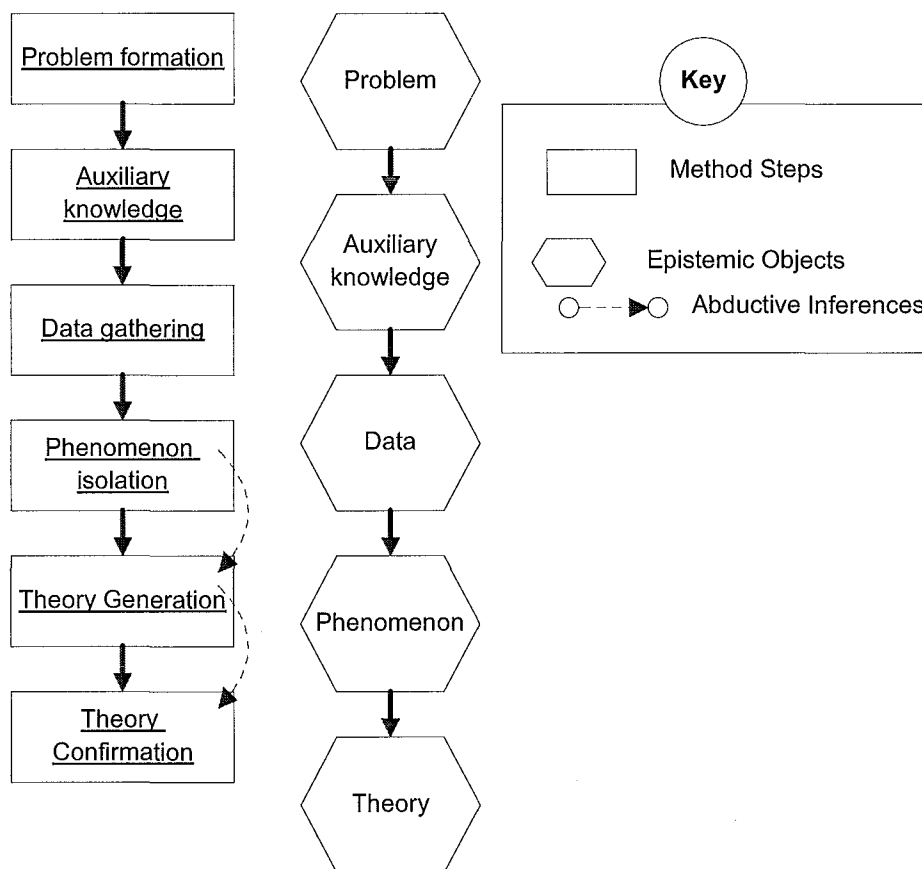 Problem formation
Auxiliary
knowledge
Data gathering
Phenomenon
isolation
Theory Generation
Theory
Confirmation
Problem
Auxiliary
knowledge
Data
Phenomenon
Theory
Key
Method Steps
Epistemic Objects
Abductive Inferences